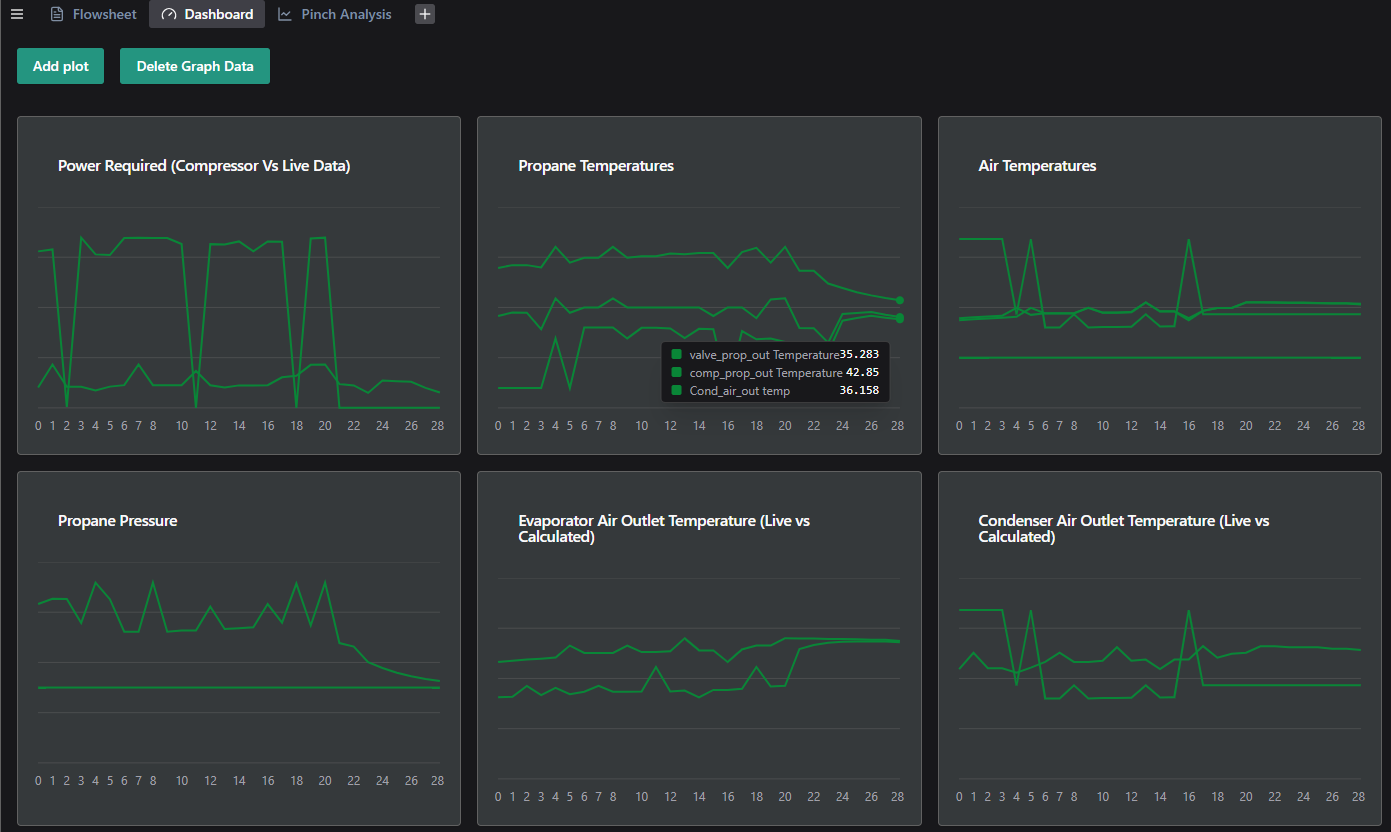 Flowsheet Dashboard Pinch Analysis +
Add plot Delete Graph Data
Power Required (Compressor Vs Live Data)
0 1 2 3 4 5 6 7 8 10 12 14 16 18 20 22 24 26 28
Propane Temperatures
valve_prop_out Temperature 35.283
comp_prop_out Temperature 42.85
Cond_air_out temp 36.158
0 1 2 3 4 5 6 7 8 10 12 14 16 18 20 22 24 26 28
Air Temperatures
0 1 2 3 4 5 6 7 8 10 12 14 16 18 20 22 24 26 28
Propane Pressure
0 1 2 3 4 5 6 7 8 10 12 14 16 18 20 22 24 26 28
Evaporator Air Outlet Temperature (Live vs
Calculated)
0 1 2 3 4 5 6 7 8 10 12 14 16 18 20 22 24 26 28
Condenser Air Outlet Temperature (Live vs
Calculated)
0 1 2 3 4 5 6 7 8 10 12 14 16 18 20 22 24 26 28